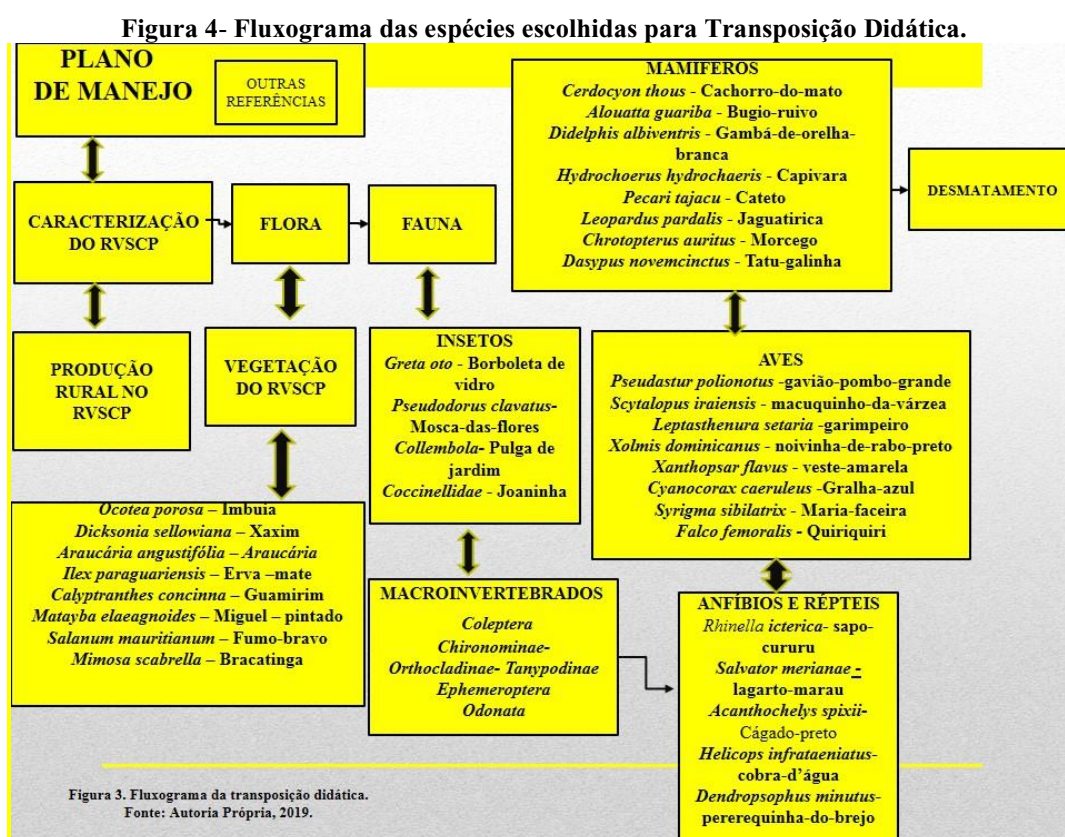 Figura 4- Fluxograma das espécies escolhidas para Transposição Didática.
PLANO
DE MANEJO
OUTRAS
REFERÊNCIAS
CARACTERIZAÇÃO
DO RVSCP
FLORA
FAUNA
PRODUÇÃO
RURAL NO
RVSCP
VEGETAÇÃO
DO RVSCP
Ocotea porosa – Imbuia
Dicksonia sellowiana – Xaxim
Araucária angustifólia – Araucária
Ilex paraguariensis – Erva –mate
Calyptranthes concinna – Guamirim
Matayba elaeagnoides – Miguel – pintado
Salanum mauritianum – Fumo-bravo
Mimosa scabrella – Bracatinga
INSETOS
Greta oto - Borboleta de
vidro
Pseudodorus clavatus-
Mosca-das-flores
Collembola- Pulga de
jardim
Coccinellidae - Joaninha
MACROINVERTEBRADOS
Coleptera
Chironominae-
Orthocladinae- Tanypodinae
Ephemeroptera
Odonata
MAMIFEROS
Cerdocyon thous - Cachorro-do-mato
Alouatta guariba - Bugio-ruivo
Didelphis albiventris - Gambá-de-orelha-
branca
Hydrochoerus hydrochaeris - Capivara
Pecari tajacu - Cateto
Leopardus pardalis - Jaguatirica
Chrotopterus auritus - Morcego
Dasypus novemcinctus - Tatu-galinha
DESMATAMENTO
AVES
Pseudastur polionotus -gavião-pombo-grande
Scytalopus iraiensis - macuquinho-da-várzea
Leptasthenura setaria -garimpeiro
Xolmis dominicanus - noivinha-de-rabo-preto
Xanthopsar flavus - veste-amarela
Cyanocorax caeruleus -Gralha-azul
Syrigma sibilatrix - Maria-faceira
Falco femoralis - Quiriquiri
ANFÍBIOS E RÉPTEIS
Rhinella icterica- sapo-
cururu
Salvator merianae -
lagarto-marau
Acanthochelys spixii-
Cágado-preto
Helicops infrataeniatus-
cobra-d’água
Dendropsophus minutus-
pererequinha-do-brejo
Figura 3. Fluxograma da transposição didática.
Fonte: Autoria Própria, 2019.